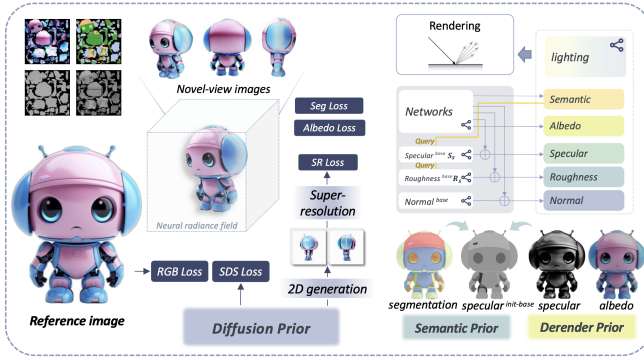 Novel-view images
Seg Loss
Albedo Loss
SR Loss
Super-
resolution
Neural radiance field
2D generation
RGB Loss
SDS Loss
Reference image
Diffusion Prior
Rendering
lighting
Networks
Semantic
Query
Albedo
Specular base Ss
Specular
Query
Roughness base Rs
Roughness
Normal base
Normal
segmentation
specular init-base
specular
albedo
Semantic Prior
Derender Prior